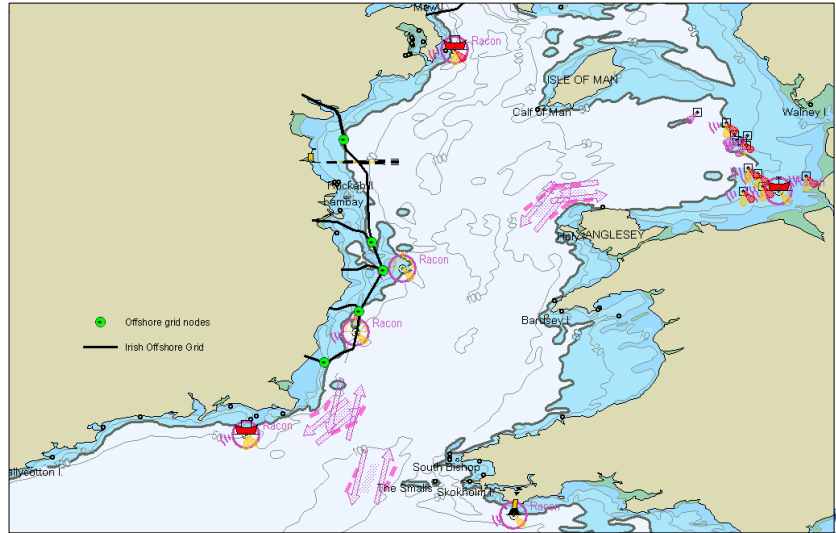 Mew I.
Racon
ISLE OF MAN
Calf of Man
Walney I.
Rockabill
Lambay
ANGLESEY
Racon
Offshore grid nodes
Racon
Bardsey I.
Irish Offshore Grid
Racon
South Bishop
allycotton I.
The Smalls
Skokholm I.
Racon